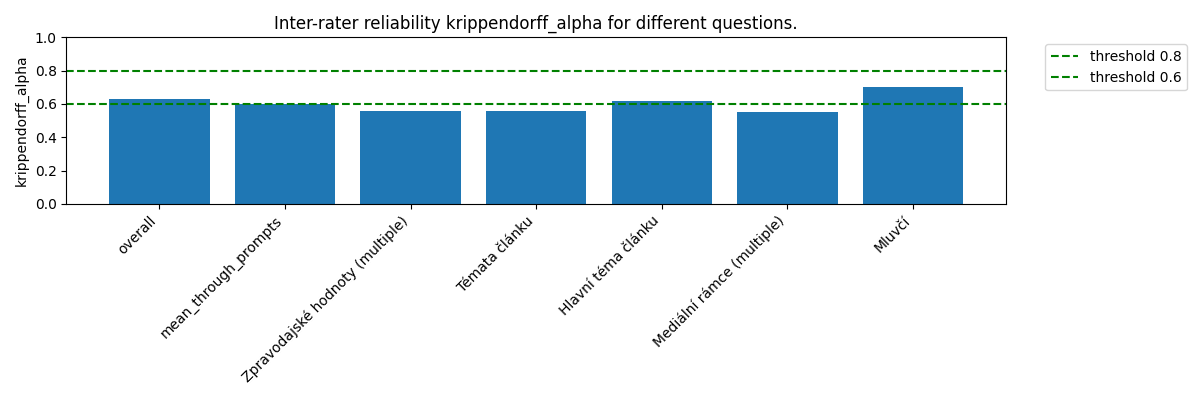 Inter-rater reliability krippendorff_alpha for different questions.
krippendorff_alpha
1.0
0.8
0.6
0.4
0.2
0.0
threshold 0.8
threshold 0.6
overall
mean_through_prompts
Zpravodajské hodnoty (multiple)
Témata článku
Hlavní téma článku
Mediální rámce (multiple)
Mluvčí